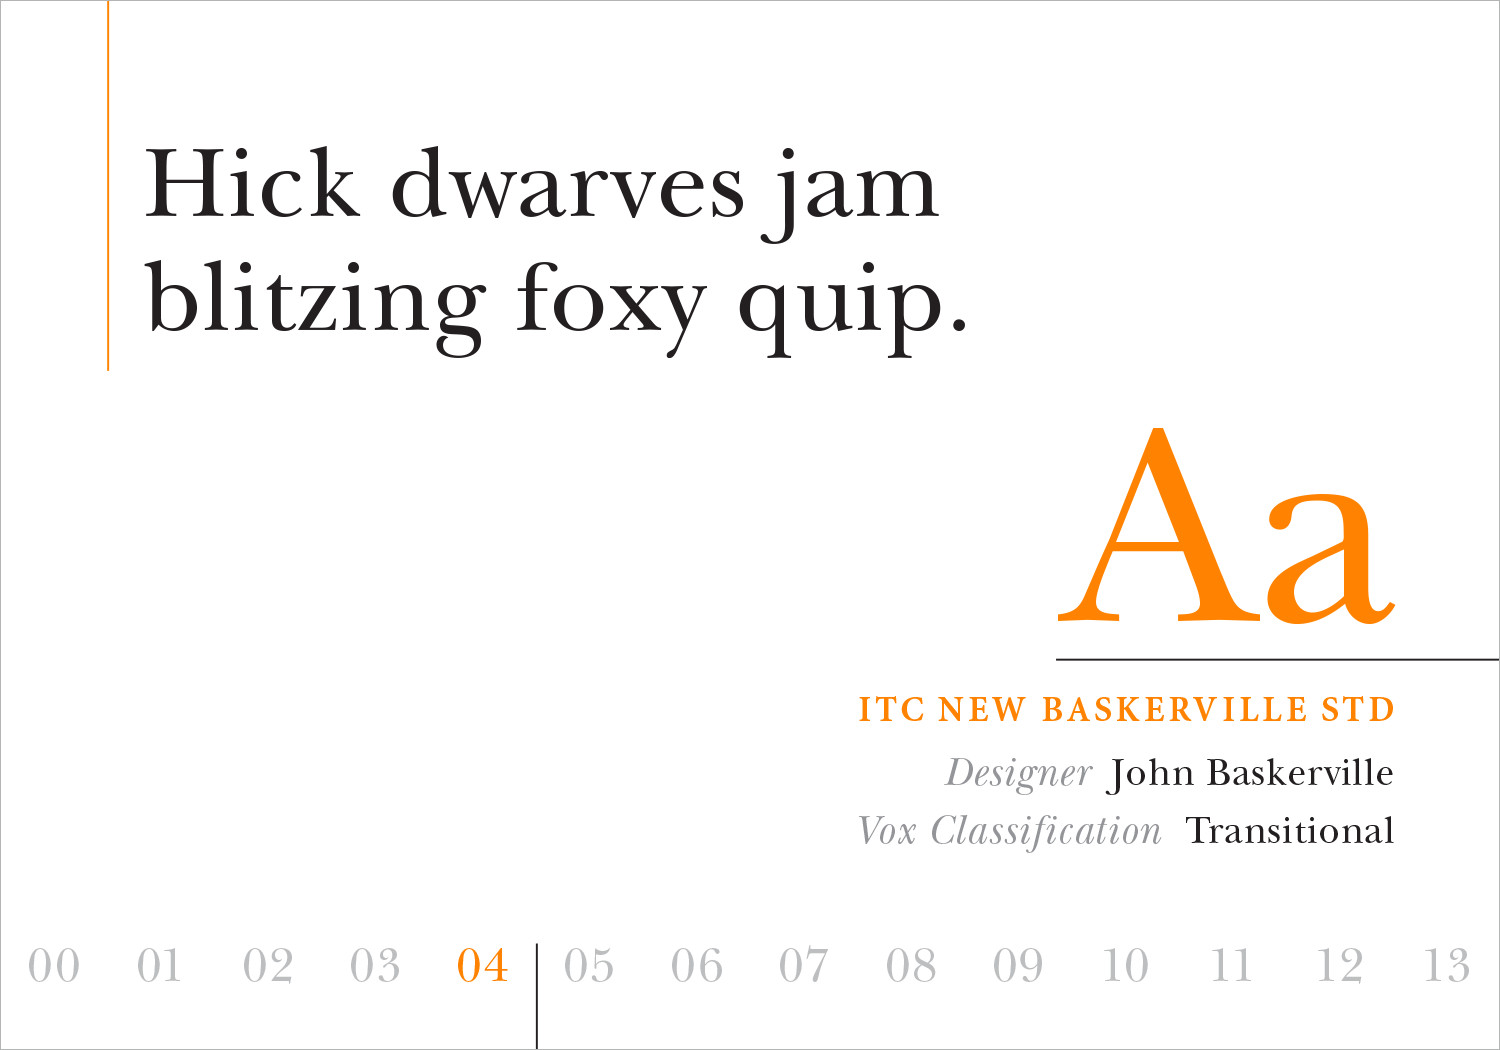 Hick dwarves jam
blitzing foxy quip.
Aa
ITC NEW BASKERVILLE STD
Designer John Baskerville
Vox Classification Transitional
00 01 02 03 04 05 06 07 08 09 10 11 12 13